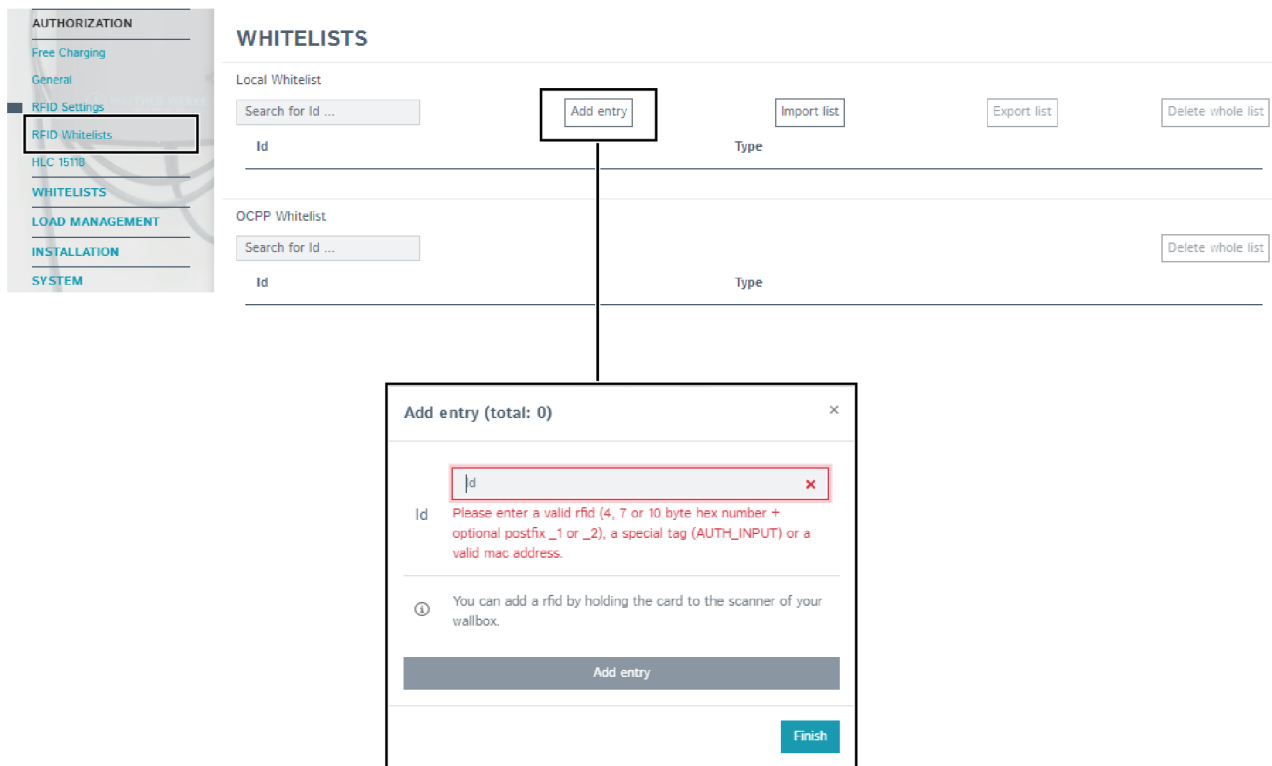 AUTHORIZATION
Free Charging
General
RFID Settings
RFID Whitelists
HLC 15118
WHITELISTS
LOAD MANAGEMENT
INSTALLATION
SYSTEM
WHITELISTS
Local Whitelist
Search for Id ... Add entry Import list Export list Delete whole list
Id Type
OCPP Whitelist
Search for Id ... Delete whole list
Id Type
Add entry (total: 0) ×
Id
Id
Please enter a valid rfid (4, 7 or 10 byte hex number +
optional postfix _1 or _2), a special tag (AUTH_INPUT) or a
valid mac address.
You can add a rfid by holding the card to the scanner of your
wallbox.
Add entry
Finish